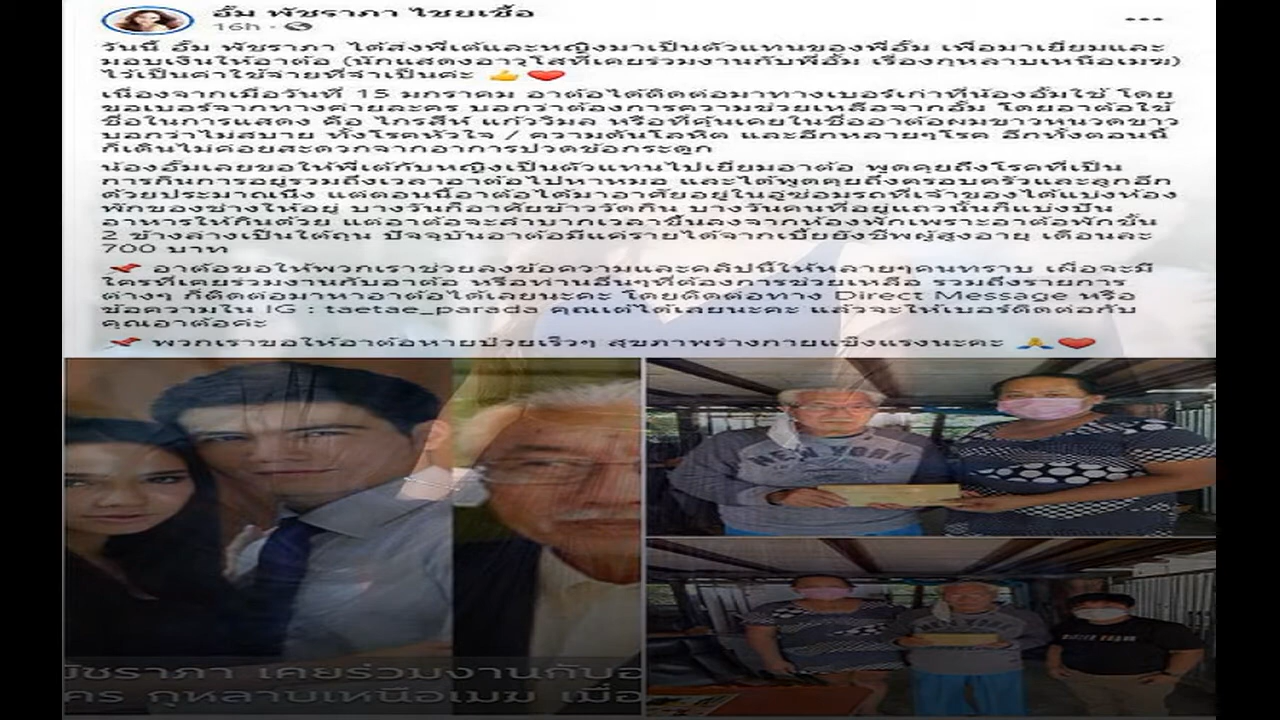 อั้ม พัชราภา ไชยเชื้อ
16h ·
วันนี้ อั้ม พัชราภา ได้ส่งพี่เต้และหญิงมาเป็นตัวแทนของพี่อั้ม เพื่อมาเยี่ยมและ
มอบเงินให้อาต้อ (นักแสดงอาวุโสที่เคยร่วมงานกับพี่อั้ม เรื่องกุหลาบเหนือเมฆ)
ไว้เป็นค่าใช้จ่ายที่จำเป็นค่ะ 👍❤️
เนื่องจากเมื่อวันที่ 15 มกราคม อาต้อได้ติดต่อมาทางเบอร์เก่าที่น้องอั้มใช้ โดย
ขอเบอร์จากทางค่ายละคร บอกว่าต้องการความช่วยเหลือจากอั้ม โดยอาต้อใช้
ชื่อในการแสดง คือ ไกรสีห์ แก้ววิมล หรือที่คุ้นเคยในชื่ออาต้อผมขาวหนวดขาว
บอกว่าไม่สบาย ทั้งโรคหัวใจ / ความดันโลหิต และอีกหลายๆโรค อีกทั้งตอนนี้
ก็เดินไม่ค่อยสะดวกจากอาการปวดข้อกระดูก
น้องอั้มเลยขอให้พี่เต้กับหญิงเป็นตัวแทนไปเยี่ยมอาต้อ พูดคุยถึงโรคที่เป็น
การกินการอยู่รวมถึงเวลาอาต้อไปหาหมอ และได้พูดคุยถึงครอบครัวและลูกอีก
ด้วยประมาณนึง แต่ตอนนี้อาต้อได้มาอาศัยอยู่ในอู่ซ่อมรถที่เจ้าของได้แบ่งห้อง
พักของช่างให้อยู่ บางวันก็อาศัยข้าววัดกิน บางวันคนที่อยู่แถวนั้นก็แบ่งปัน
อาหารให้กินด้วย แต่อาต้อจะลำบากเวลาขึ้นลงจากห้องพักเพราะอาต้อพักชั้น
2 ข้างล่างเป็นใต้ถุน ปัจจุบันอาต้อมีแค่รายได้จากเบี้ยยังชีพผู้สูงอายุ เดือนละ
700 บาท
📌 อาต้อขอให้พวกเราช่วยลงข้อความและคลิปนี้ให้หลายๆคนทราบ เผื่อจะมี
ใครที่เคยร่วมงานกับอาต้อ หรือท่านอื่นๆที่ต้องการช่วยเหลือ รวมถึงรายการ
ต่างๆ ก็ติดต่อมาหาอาต้อได้เลยนะคะ โดยติดต่อทาง Direct Message หรือ
ข้อความใน IG : taetae_parada คุณเต้ได้เลยนะคะ แล้วจะให้เบอร์ติดต่อกับ
คุณอาต้อค่ะ
📌 พวกเราขอให้อาต้อหายป่วยเร็วๆ สุขภาพร่างกายแข็งแรงนะคะ 🙏❤️
NEW YORK
NEW YORK
พัชราภา เคยร่วมงานกับอ
คร กุหลาบเหนือเมฆ เมื่อ